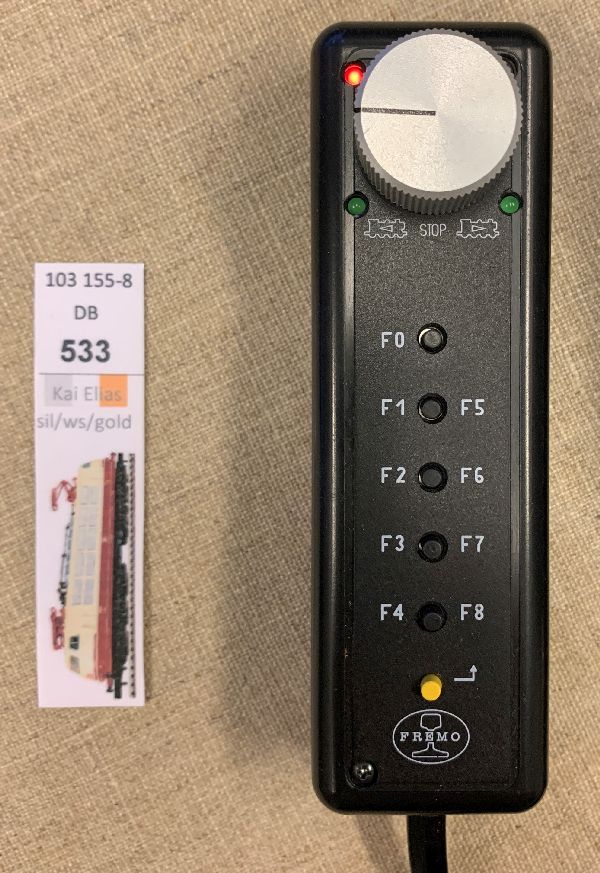 103 155-8
DB
533
Kai Elias
sil/ws/gold
STOP
F0
F1 F5
F2 F6
F3 F7
F4 F8
FREMO